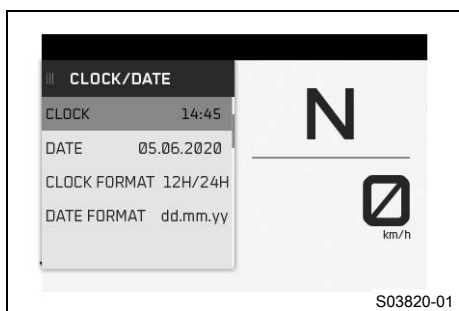 CLOCK/DATE
CLOCK 14:45
DATE 05.06.2020
CLOCK FORMAT 12H/24H
DATE FORMAT dd.mm.yy
N
0
km/h
S03820-01